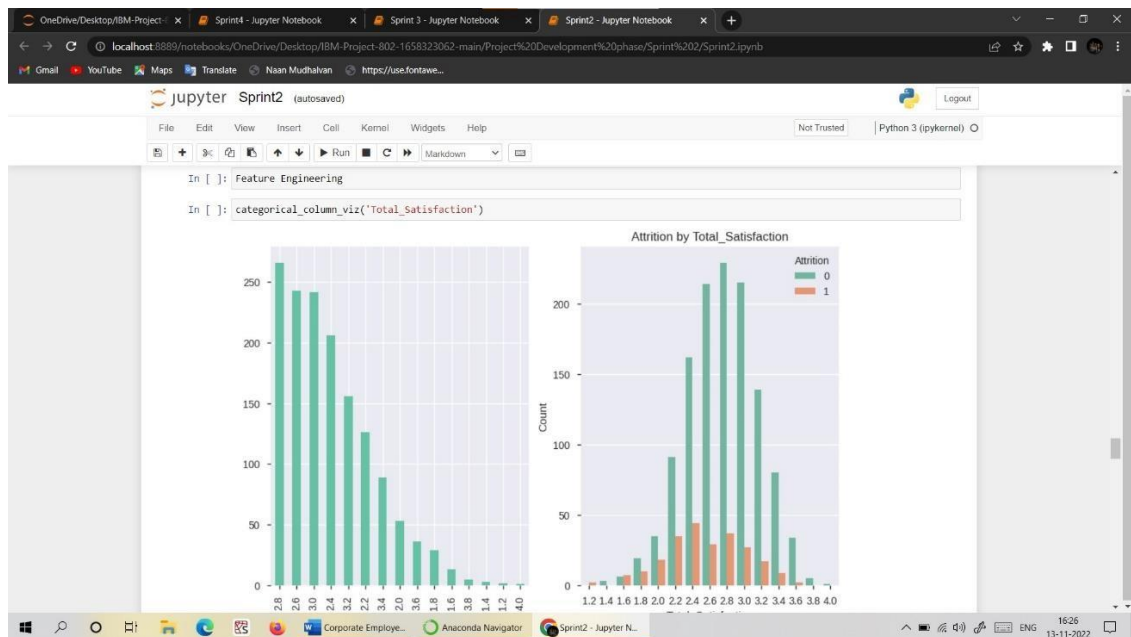 OneDrive/Desktop/IBM-Project-
Sprint4 - Jupyter Notebook
Sprint 3 - Jupyter Notebook
Sprint2 - Jupyter Notebook
localhost:8889/notebooks/OneDrive/Desktop/IBM-Project-802-1658323062-main/Project%20Development%20phase/Sprint%202/Sprint2.ipynb
Gmail YouTube Maps Translate Naan Mudhalvan https://use.fontawe...
jupyter Sprint2 (autosaved)
Logout
File Edit View Insert Cell Kernel Widgets Help
Not Trusted
Python 3 (ipykernel)
Run
Markdown
In [ ]: Feature Engineering
In [ ]: categorical_column_viz('Total_Satisfaction')
250
200
150
100
50
0
2.8 2.6 3.0 2.4 3.2 2.2 3.4 2.0 3.6 1.8 1.6 3.8 1.4 1.2 4.0
Attrition by Total_Satisfaction
Attrition
0
1
Count
200
150
100
50
0
1.2 1.4 1.6 1.8 2.0 2.2 2.4 2.6 2.8 3.0 3.2 3.4 3.6 3.8 4.0
Corporate Employe...
Anaconda Navigator
Sprint2 - Jupyter N...
ENG
16:26
13-11-2022